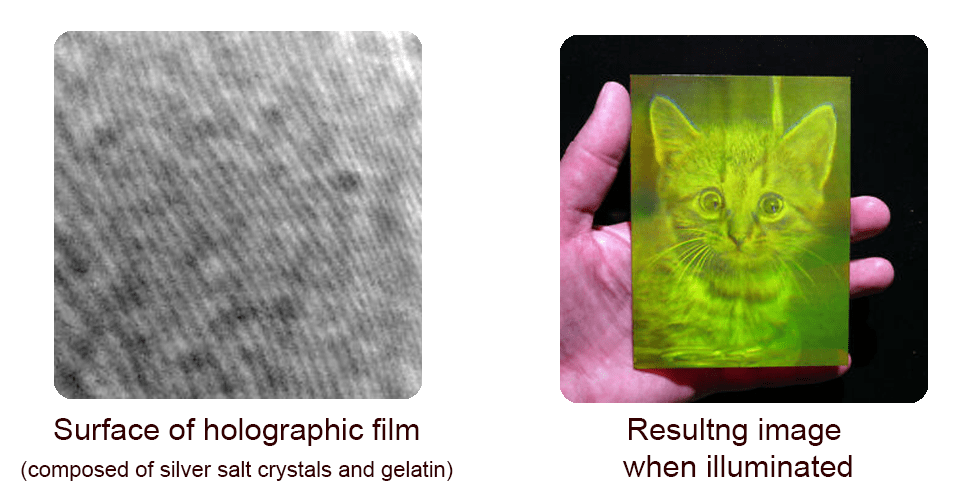 Surface of holographic film
(composed of silver salt crystals and gelatin)
Resultng image
when illuminated